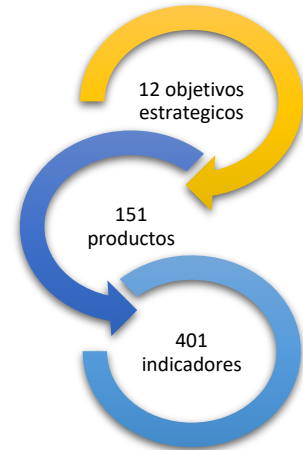 12 objetivos
estrategicos
151
productos
401
indicadores